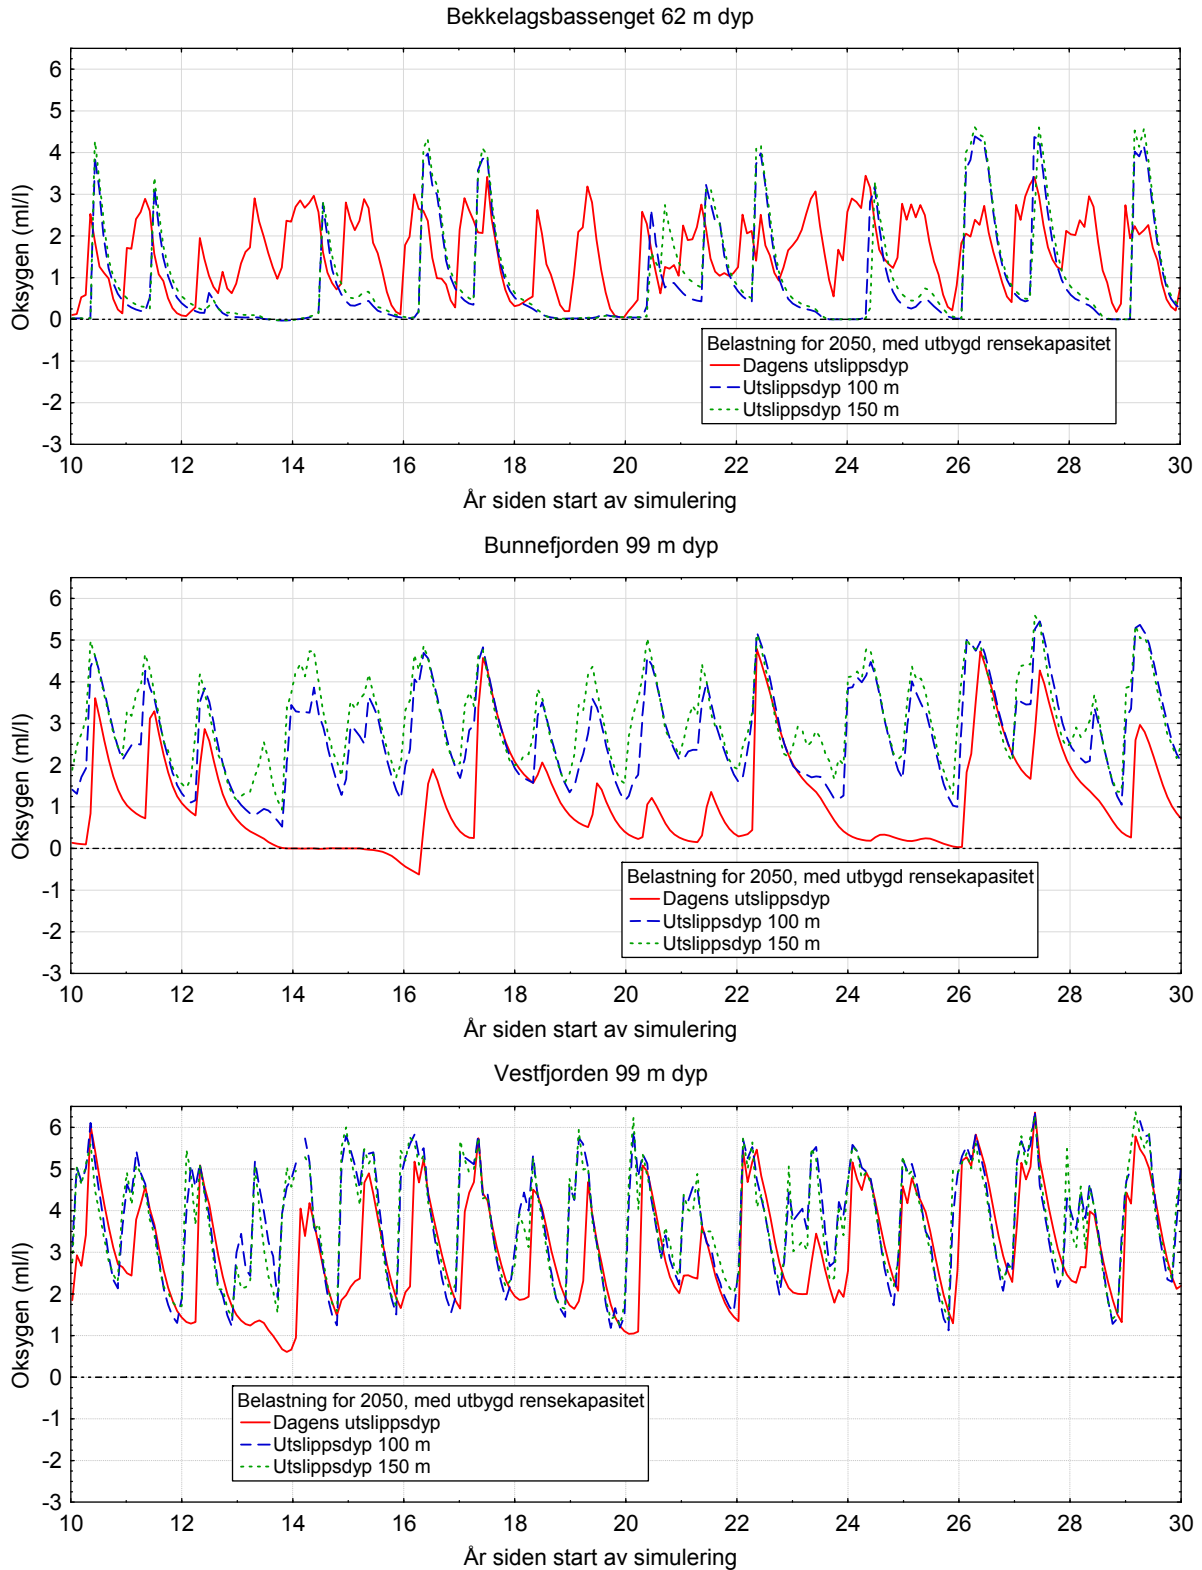 Bekkelagsbassenget 62 m dyp
Oksygen (ml/l)
6
5
4
3
2
1
0
-1
-2
-3
Belastning for 2050, med utbygd rensekapasitet
Dagens utslippsdyp
Utslippsdyp 100 m
Utslippsdyp 150 m
10 12 14 16 18 20 22 24 26 28 30
År siden start av simulering
Bunnefjorden 99 m dyp
Oksygen (ml/l)
6
5
4
3
2
1
0
-1
-2
-3
Belastning for 2050, med utbygd rensekapasitet
Dagens utslippsdyp
Utslippsdyp 100 m
Utslippsdyp 150 m
10 12 14 16 18 20 22 24 26 28 30
År siden start av simulering
Vestfjorden 99 m dyp
Oksygen (ml/l)
6
5
4
3
2
1
0
-1
-2
-3
Belastning for 2050, med utbygd rensekapasitet
Dagens utslippsdyp
Utslippsdyp 100 m
Utslippsdyp 150 m
10 12 14 16 18 20 22 24 26 28 30
År siden start av simulering